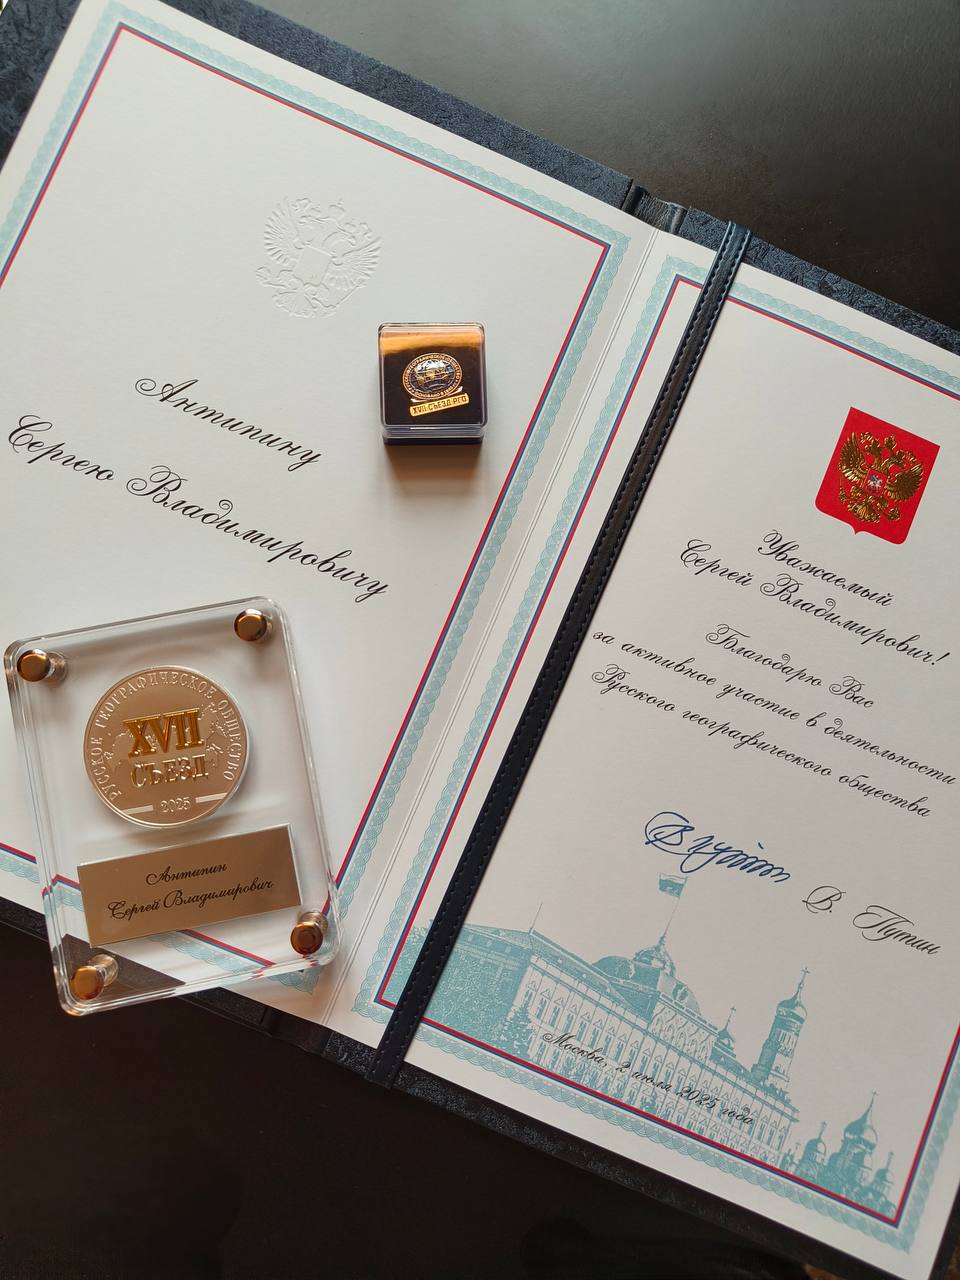 Антипину
Сергею Владимировичу
XVII СЪЕЗД РГО
РУССКОЕ ГЕОГРАФИЧЕСКОЕ ОБЩЕСТВО
XVII
СЪЕЗД
2025
Антипин
Сергей Владимирович
Уважаемый
Сергей Владимирович!
Благодарю Вас
за активное участие в деятельности
Русского географического общества
В. Путин
Москва, 2 июля 2025 года